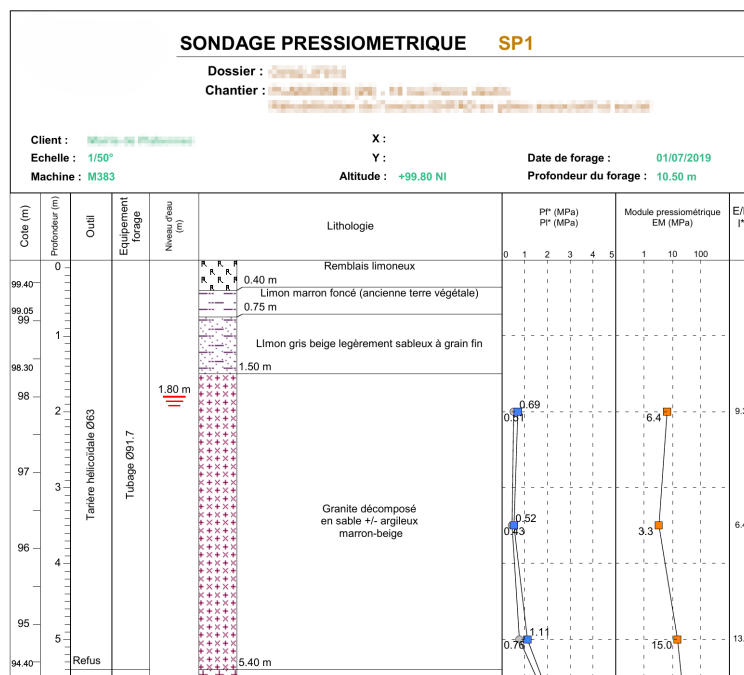 SONDAGE PRESSIOMETRIQUE SP1
Dossier :
Chantier :
Client :
X :
Echelle : 1/50°
Y :
Date de forage : 01/07/2019
Machine : M383
Altitude : +99.80 NI
Profondeur du forage : 10.50 m
Cote (m)
Profondeur (m)
Outil
Equipement
forage
Niveau d'eau
(m)
Lithologie
Pf* (MPa)
Pl* (MPa)
0 1 2 3 4 5
Module pressiométrique
EM (MPa)
1 10 100
0
Remblais limoneux
99.40
0.40 m
Limon marron foncé (ancienne terre végétale)
99.05
0.75 m
99
1
LImon gris beige legèrement sableux à grain fin
98.30
1.50 m
98
1.80 m
2
0.69
0.51
6.4
97
3
Tarière hélicoïdale Ø63
Tubage Ø91.7
Granite décomposé
en sable +/- argileux
marron-beige
0.52
0.43
3.3
96
4
95
5
1.11
0.76
15.0
13.
Refus
94.40
5.40 m